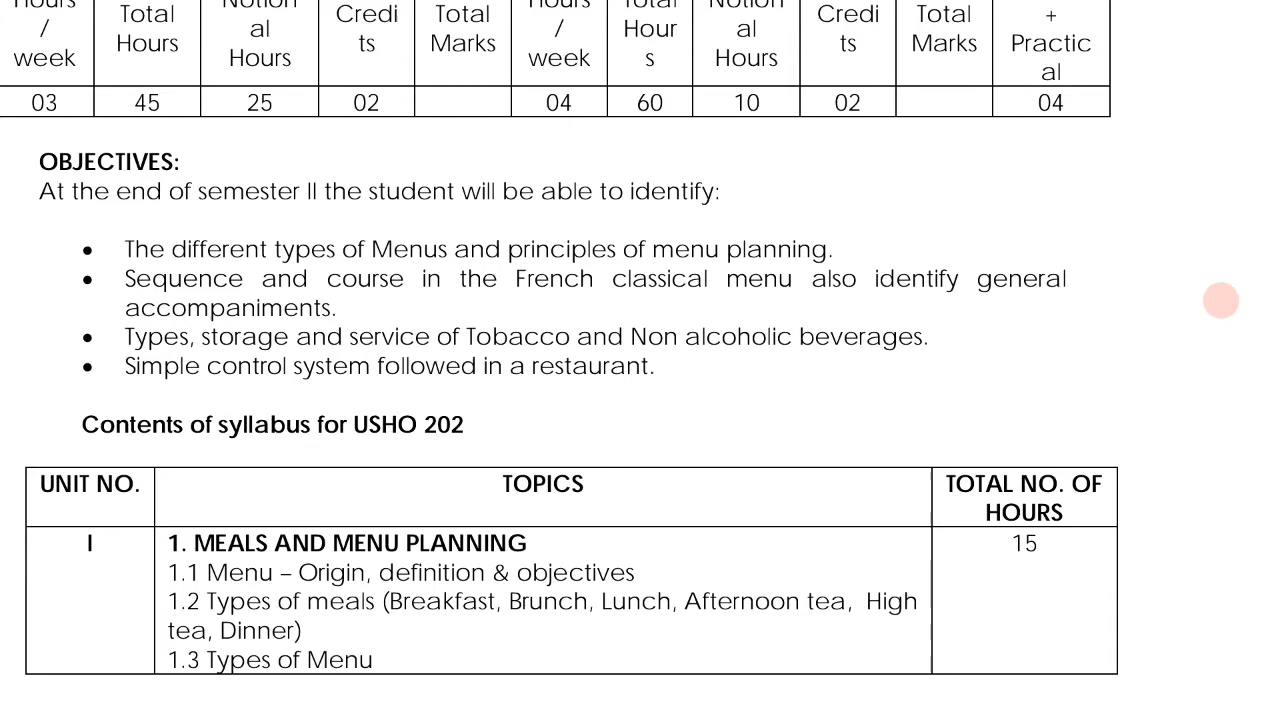 Hours Total Notion Credi Total Hours Total Notion Credi Total +
/ Hours al ts Marks / Hour al ts Marks Practic
week Hours week s Hours al
03 45 25 02 04 60 10 02 04
OBJECTIVES:
At the end of semester II the student will be able to identify:
• The different types of Menus and principles of menu planning.
• Sequence and course in the French classical menu also identify general
accompaniments.
• Types, storage and service of Tobacco and Non alcoholic beverages.
• Simple control system followed in a restaurant.
Contents of syllabus for USHO 202
UNIT NO. TOPICS TOTAL NO. OF
HOURS
I 1. MEALS AND MENU PLANNING 15
1.1 Menu – Origin, definition & objectives
1.2 Types of meals (Breakfast, Brunch, Lunch, Afternoon tea, High
tea, Dinner)
1.3 Types of Menu